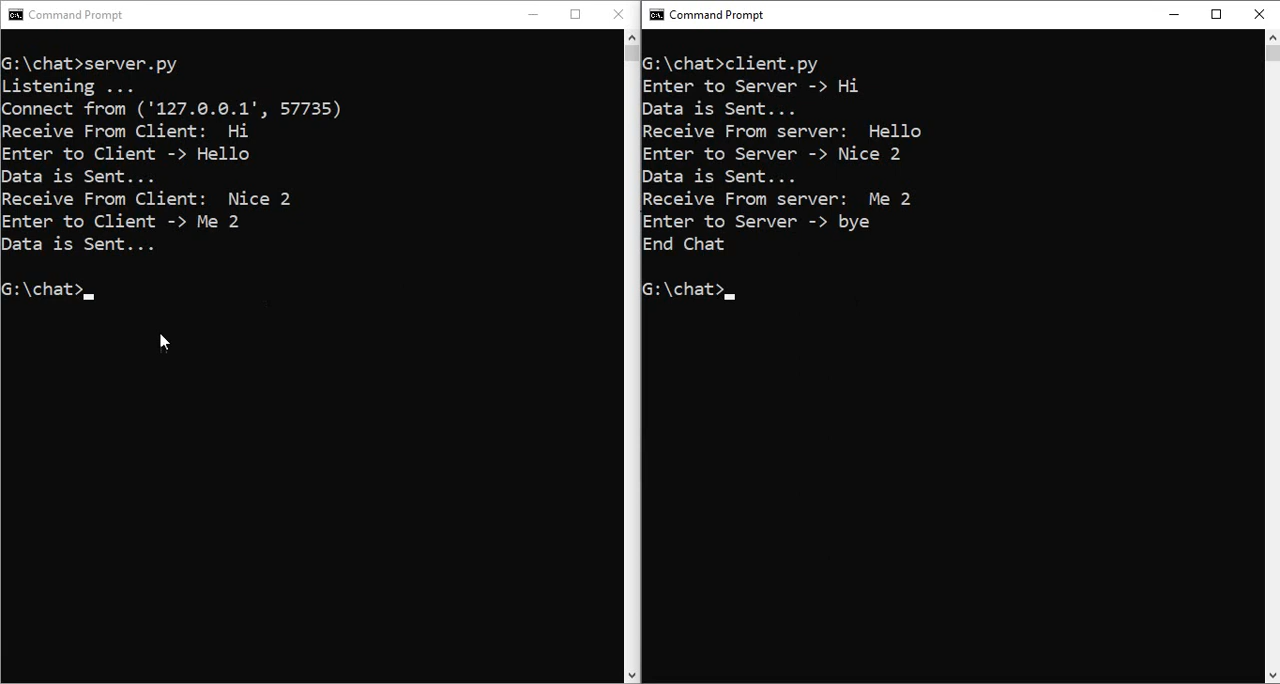 Command Prompt
G:\chat>server.py
Listening ...
Connect from ('127.0.0.1', 57735)
Receive From Client:  Hi
Enter to Client -> Hello
Data is Sent...
Receive From Client:  Nice 2
Enter to Client -> Me 2
Data is Sent...
G:\chat>
Command Prompt
G:\chat>client.py
Enter to Server -> Hi
Data is Sent...
Receive From server:  Hello
Enter to Server -> Nice 2
Data is Sent...
Receive From server:  Me 2
Enter to Server -> bye
End Chat
G:\chat>